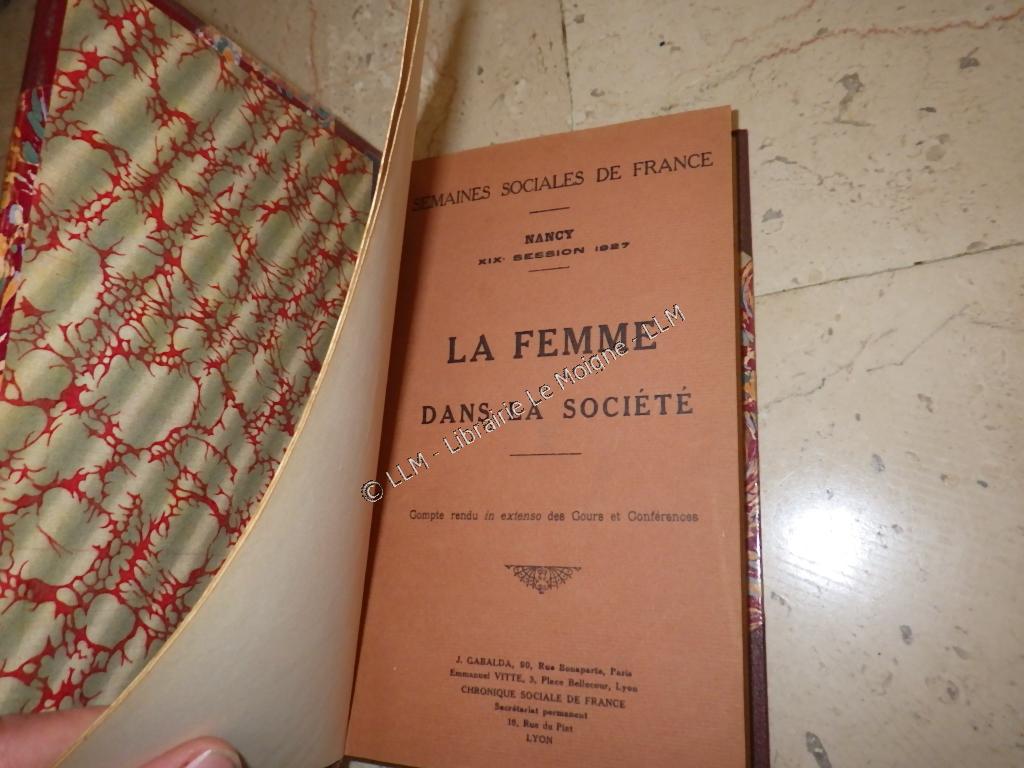 SEMAINES SOCIALES DE FRANCE
NANCY
XIXe SESSION 1927
LA FEMME
DANS LA SOCIÉTÉ
Compte rendu in extenso des Cours et Conférences
J. GABALDA, 90, Rue Bonaparte, Paris
Emmanuel VITTE, 3, Place Bellecour, Lyon
CHRONIQUE SOCIALE DE FRANCE
Secrétariat permanent
16, Rue du Plat
LYON
© LLM - Librairie Le Moigne - LLM